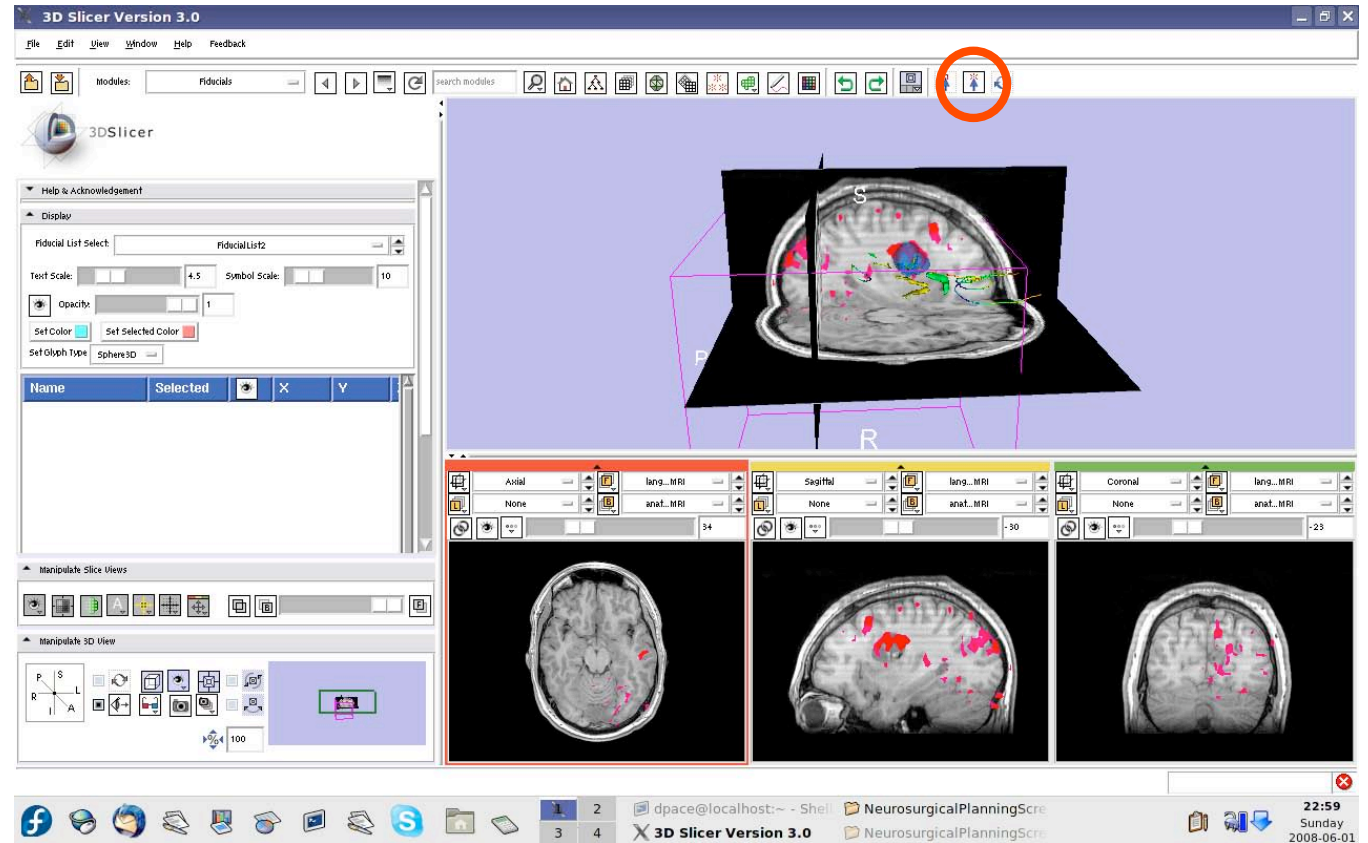 3D Slicer Version 3.0
File Edit View Window Help Feedback
Modules: Fiducials search modules
3DSlicer
Help & Acknowledgement
Display
Fiducial List Select: FiducialList2
Text Scale: 4.5 Symbol Scale: 10
Opacity: 1
Set Color Set Selected Color
Set Glyph Type Sphere3D
Name Selected X Y
Manipulate Slice Views
Manipulate 3D View
P S
R L
I A
100
S
P
R
Axial F lang...MRI
L None B anat...MRI
34
Sagittal F lang...MRI
L None B anat...MRI
-30
Coronal F lang...MRI
L None B anat...MRI
-23
1 2
3 4
dpace@localhost:~ - Shell
X 3D Slicer Version 3.0
NeurosurgicalPlanningScre
NeurosurgicalPlanningScre
22:59
Sunday
2008-06-01